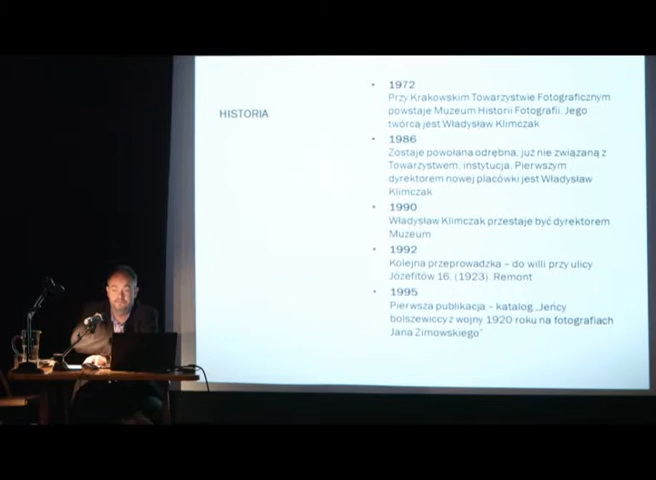 HISTORIA
• 1972
Przy Krakowskim Towarzystwie Fotograficznym
powstaje Muzeum Historii Fotografii. Jego
twórcą jest Władysław Klimczak
• 1986
Zostaje powołana odrębna, już nie związana z
Towarzystwem, instytucja. Pierwszym
dyrektorem nowej placówki jest Władysław
Klimczak
• 1990
Władysław Klimczak przestaje być dyrektorem
Muzeum
• 1992
Kolejna przeprowadzka – do willi przy ulicy
Józefitów 16, (1923). Remont
• 1995
Pierwsza publikacja – katalog „Jeńcy
bolszewiccy z wojny 1920 roku na fotografiach
Jana Zimowskiego"